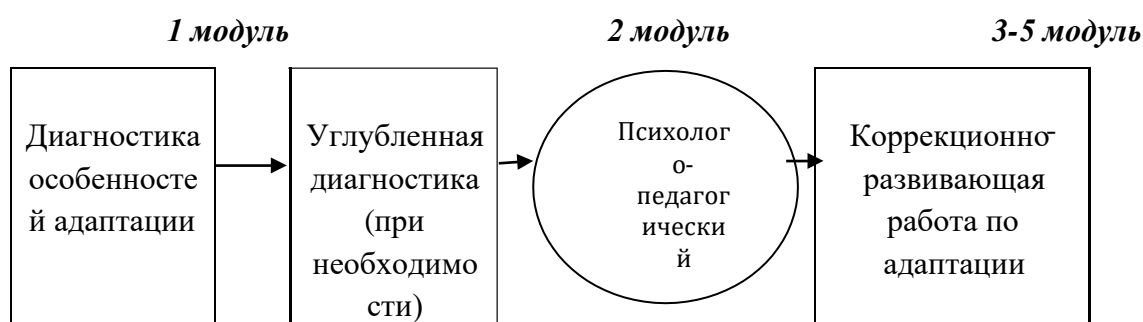 1 модуль
2 модуль
3-5 модуль
Диагностика
особенносте
й адаптации
Углубленная
диагностика
(при
необходимо
сти)
Психолог
о-
педагог
ически
й
Коррекционно-
развивающая
работа по
адаптации